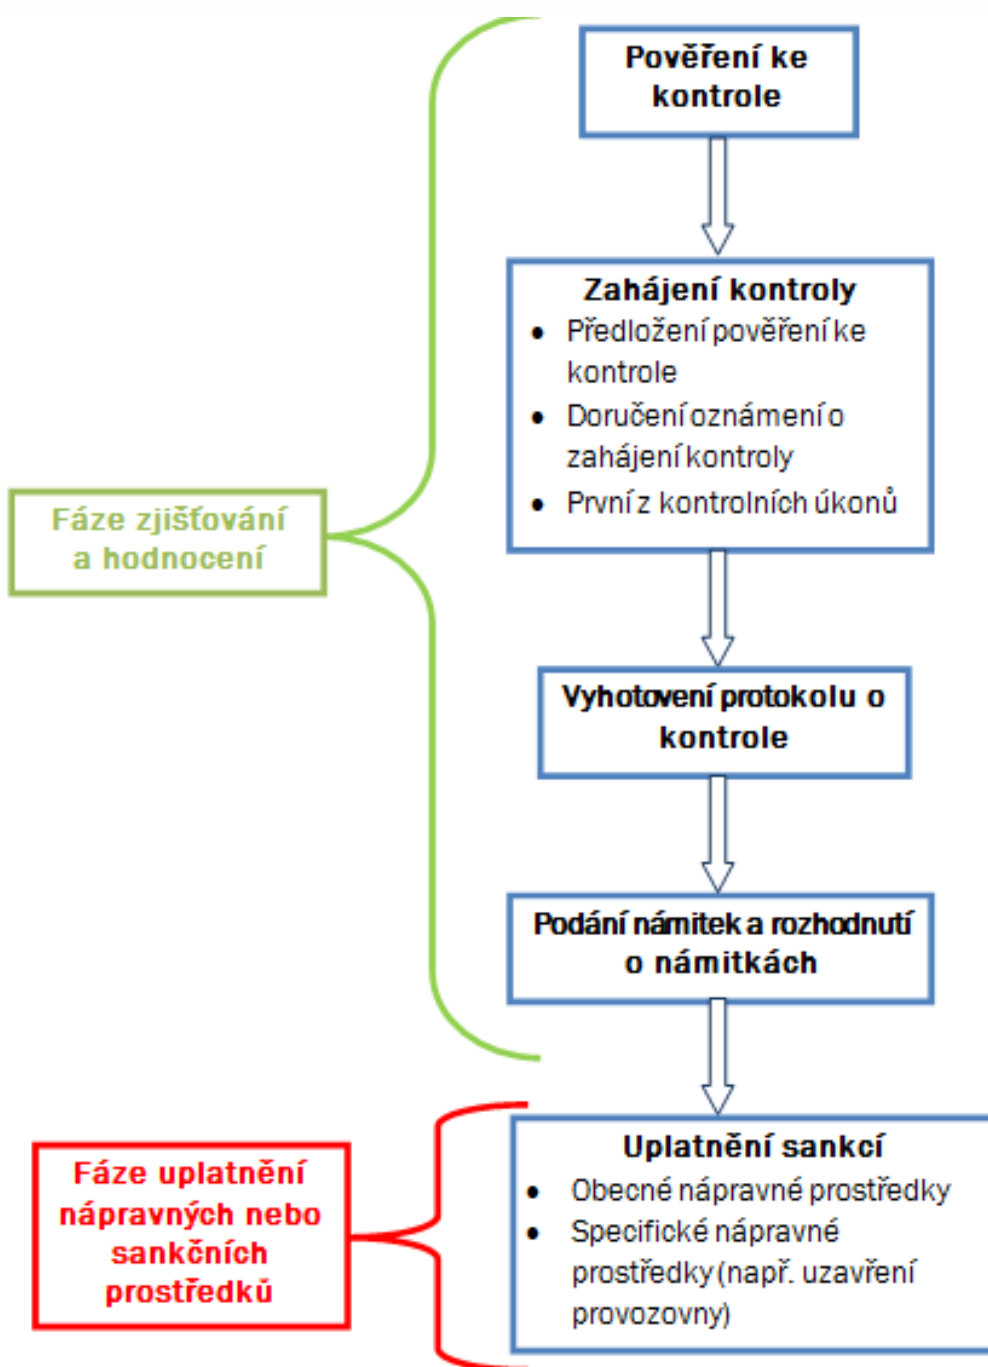 Pověření ke
kontrole
Zahájení kontroly
• Předložení pověření ke
kontrole
• Doručení oznámení o
zahájení kontroly
• První z kontrolních úkonů
Fáze zjišťování
a hodnocení
Vyhotovení protokolu o
kontrole
Podání námitek a rozhodnutí
o námitkách
Fáze uplatnění
nápravných nebo
sankčních
prostředků
Uplatnění sankcí
• Obecné nápravné prostředky
• Specifické nápravné
prostředky (např. uzavření
provozovny)